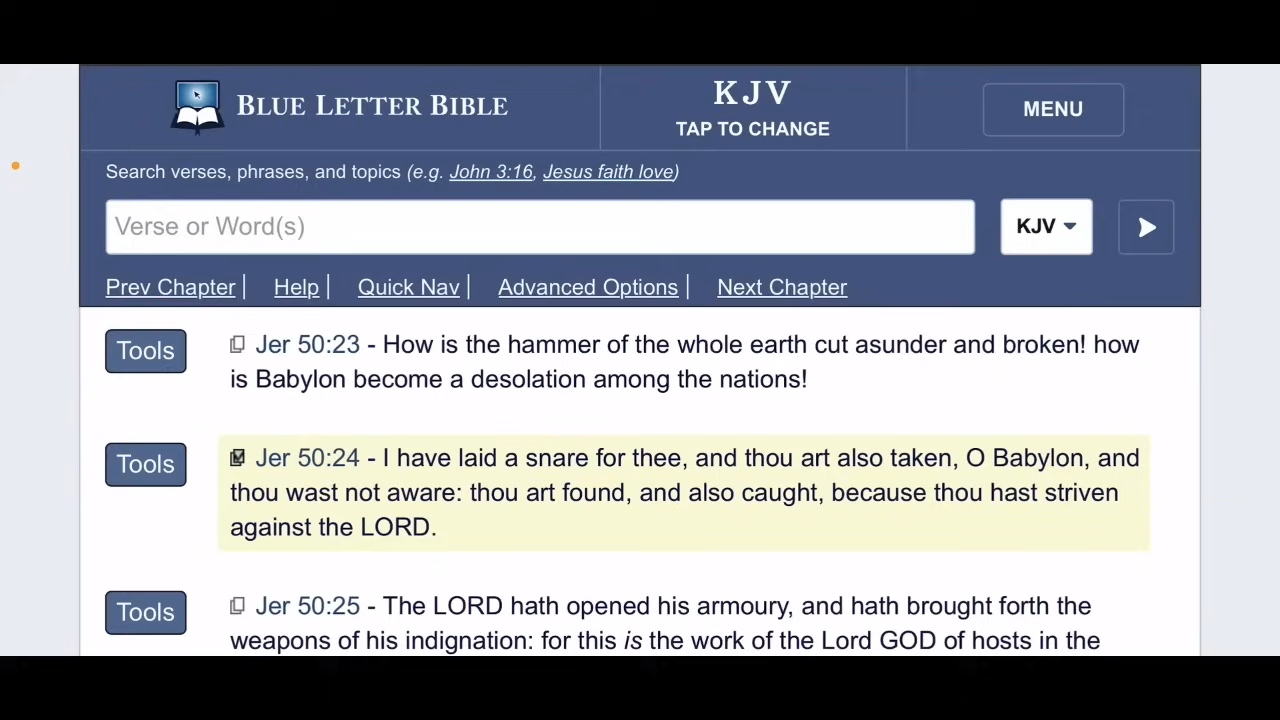 BLUE LETTER BIBLE
KJV
TAP TO CHANGE
MENU
Search verses, phrases, and topics (e.g. John 3:16, Jesus faith love)
Verse or Word(s)
KJV
Prev Chapter | Help | Quick Nav | Advanced Options | Next Chapter
Tools
Jer 50:23 - How is the hammer of the whole earth cut asunder and broken! how
is Babylon become a desolation among the nations!
Tools
Jer 50:24 - I have laid a snare for thee, and thou art also taken, O Babylon, and
thou wast not aware: thou art found, and also caught, because thou hast striven
against the LORD.
Tools
Jer 50:25 - The LORD hath opened his armoury, and hath brought forth the
weapons of his indignation: for this is the work of the Lord GOD of hosts in the